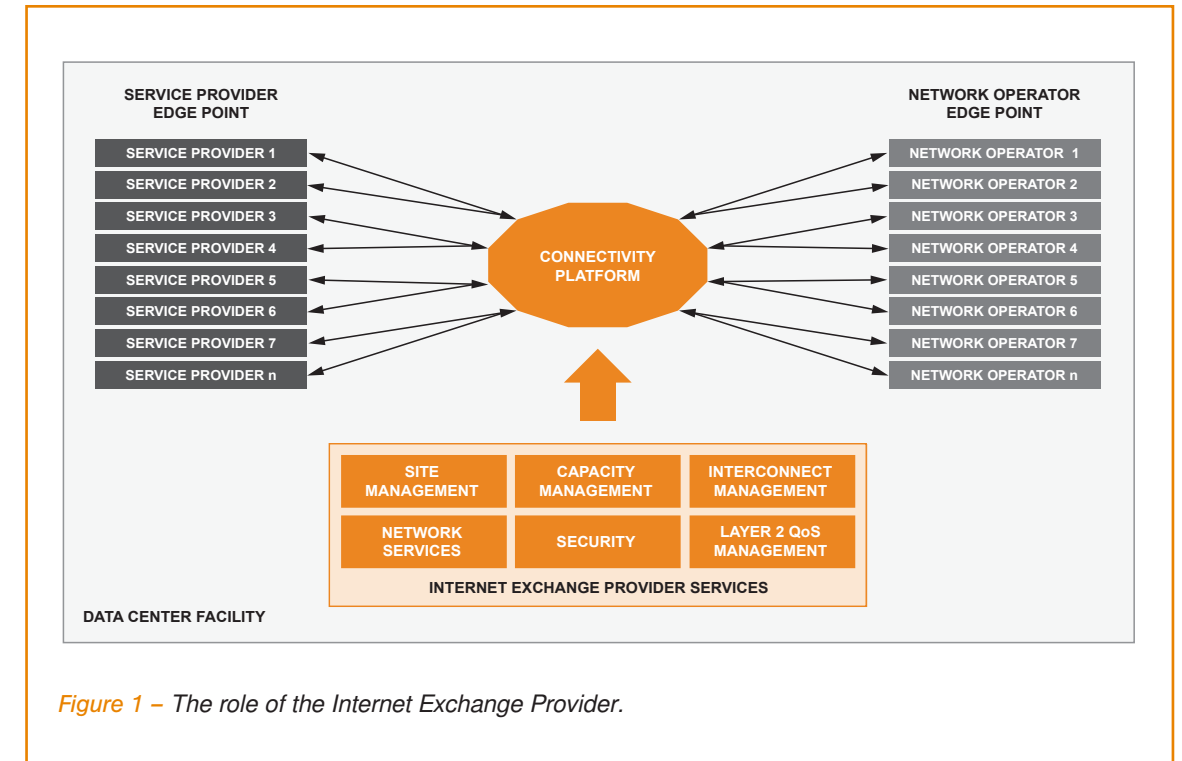 SERVICE PROVIDER
EDGE POINT
SERVICE PROVIDER 1
SERVICE PROVIDER 2
SERVICE PROVIDER 3
SERVICE PROVIDER 4
SERVICE PROVIDER 5
SERVICE PROVIDER 6
SERVICE PROVIDER 7
SERVICE PROVIDER n
CONNECTIVITY
PLATFORM
NETWORK OPERATOR
EDGE POINT
NETWORK OPERATOR 1
NETWORK OPERATOR 2
NETWORK OPERATOR 3
NETWORK OPERATOR 4
NETWORK OPERATOR 5
NETWORK OPERATOR 6
NETWORK OPERATOR 7
NETWORK OPERATOR n
SITE
MANAGEMENT
CAPACITY
MANAGEMENT
INTERCONNECT
MANAGEMENT
NETWORK
SERVICES
SECURITY
LAYER 2 QoS
MANAGEMENT
INTERNET EXCHANGE PROVIDER SERVICES
DATA CENTER FACILITY
Figure 1 – The role of the Internet Exchange Provider.